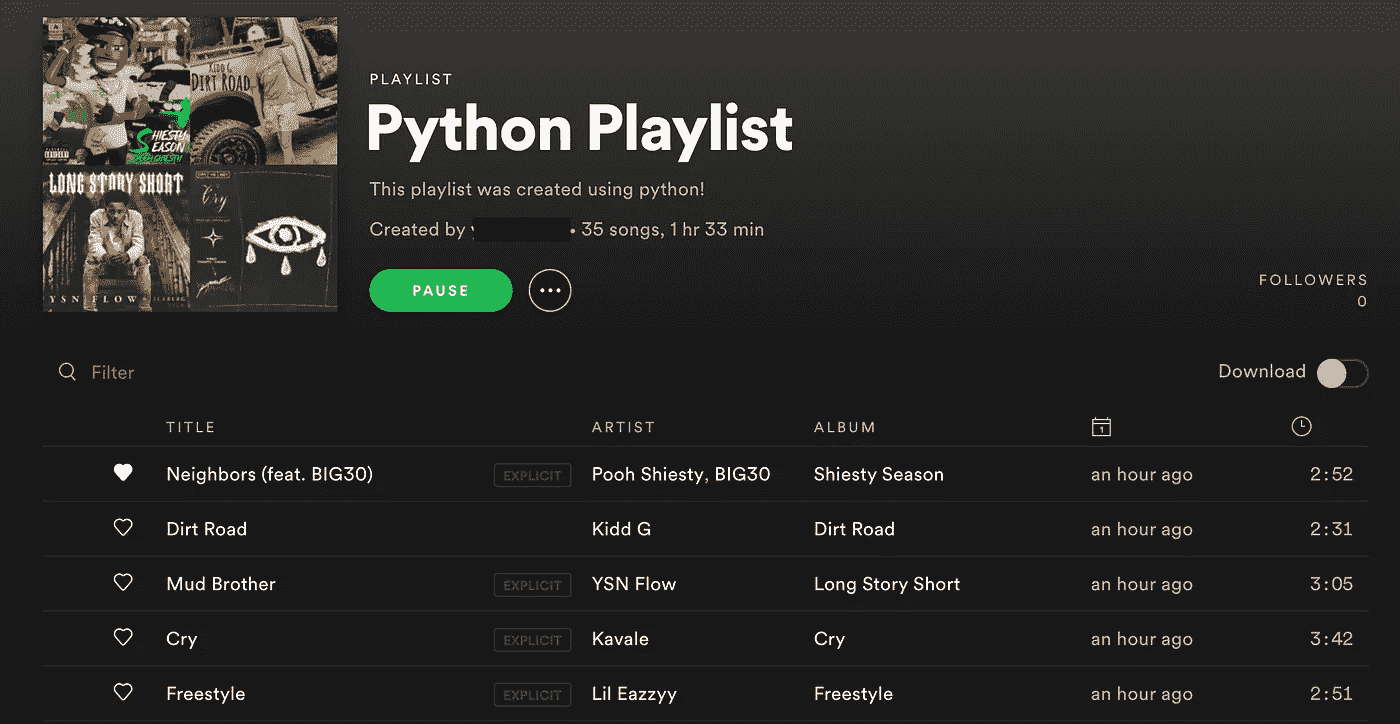 SHIESTY
SEASON
KIDD G
DIRT ROAD
LONG STORY SHORT
YSN FLOW
ICEBERG
Cry
PLAYLIST
Python Playlist
This playlist was created using python!
Created by • 35 songs, 1 hr 33 min
PAUSE
FOLLOWERS
0
Filter
Download
TITLE ARTIST ALBUM 1
Neighbors (feat. BIG30) EXPLICIT Pooh Shiesty, BIG30 Shiesty Season an hour ago 2:52
Dirt Road Kidd G Dirt Road an hour ago 2:31
Mud Brother EXPLICIT YSN Flow Long Story Short an hour ago 3:05
Cry EXPLICIT Kavale Cry an hour ago 3:42
Freestyle EXPLICIT Lil Eazzyy Freestyle an hour ago 2:51